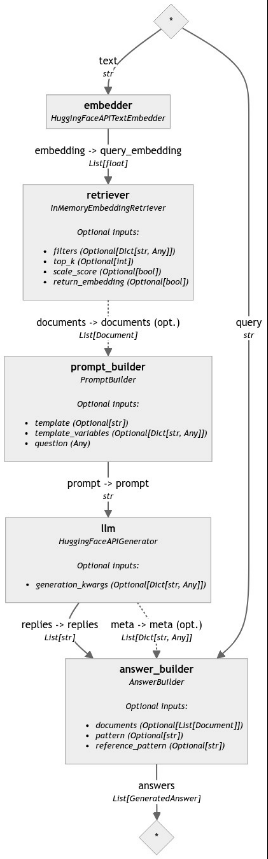 *
text
str
embedder
HuggingFaceAPITextEmbedder
embedding -> query_embedding
List[float]
retriever
InMemoryEmbeddingRetriever
Optional Inputs:
• filters (Optional[Dict[str, Any]])
• top_k (Optional[int])
• scale_score (Optional[bool])
• return_embedding (Optional[bool])
documents -> documents (opt.)
List[Document]
query
str
prompt_builder
PromptBuilder
Optional Inputs:
• template (Optional[str])
• template_variables (Optional[Dict[str, Any]])
• question (Any)
prompt -> prompt
str
llm
HuggingFaceAPIGenerator
Optional Inputs:
• generation_kwargs (Optional[Dict[str, Any]])
replies -> replies
List[str]
meta -> meta (opt.)
List[Dict[str, Any]]
answer_builder
AnswerBuilder
Optional Inputs:
• documents (Optional[List[Document]])
• pattern (Optional[str])
• reference_pattern (Optional[str])
answers
List[GeneratedAnswer]
*